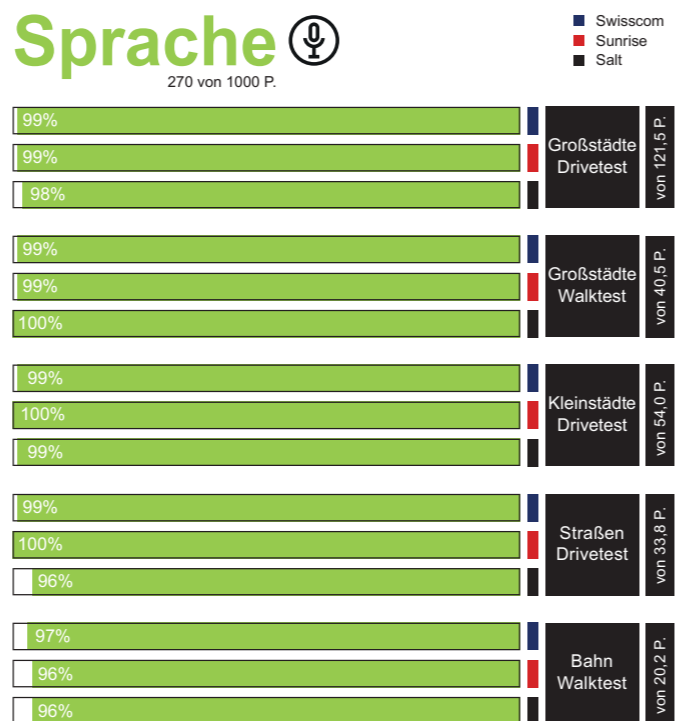 Sprache
270 von 1000 P.
Swisscom
Sunrise
Salt
99%
99%
98%
Großstädte
Drivetest
von 121,5 P.
99%
99%
100%
Großstädte
Walktest
von 40,5 P.
99%
100%
99%
Kleinstädte
Drivetest
von 54,0 P.
99%
100%
96%
Straßen
Drivetest
von 33,8 P.
97%
96%
96%
Bahn
Walktest
von 20,2 P.